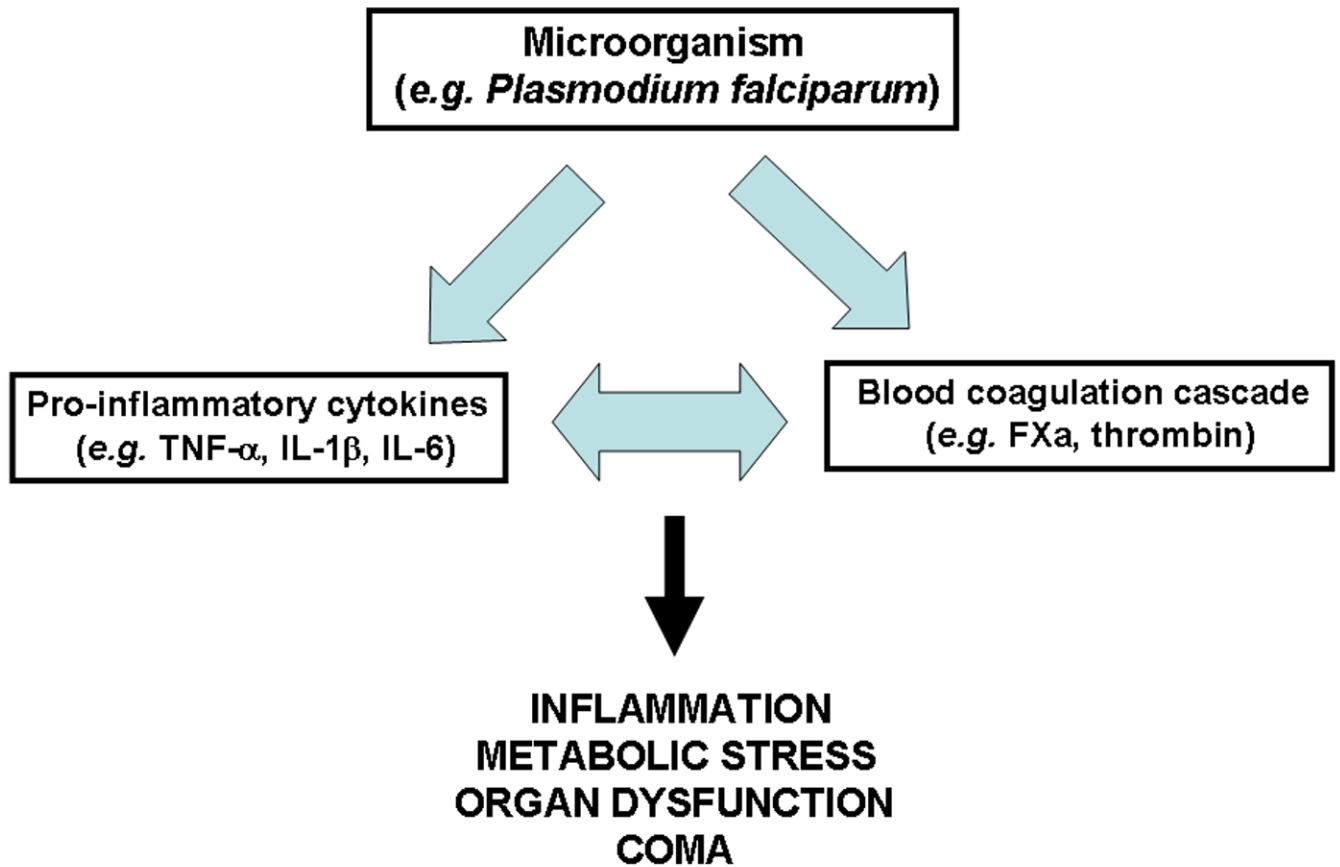 Microorganism
(e.g. Plasmodium falciparum)
Pro-inflammatory cytokines
(e.g. TNF-α, IL-1β, IL-6)
Blood coagulation cascade
(e.g. FXa, thrombin)
INFLAMMATION
METABOLIC STRESS
ORGAN DYSFUNCTION
COMA